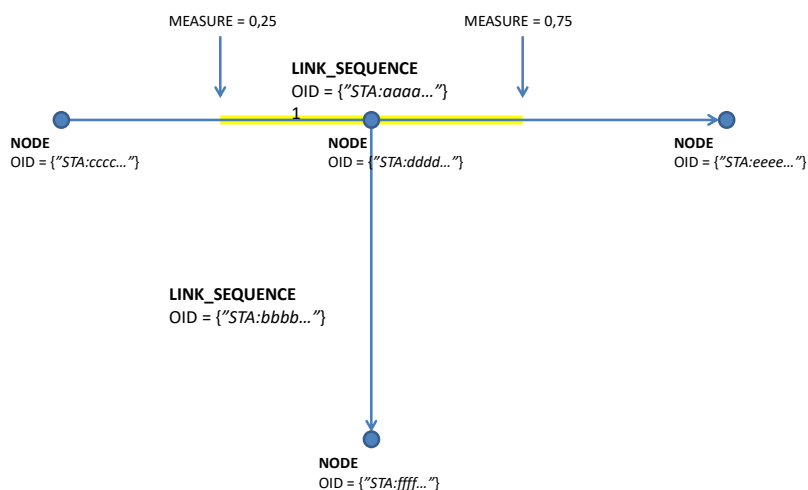 MEASURE = 0,25
MEASURE = 0,75
LINK_SEQUENCE
OID = {”STA:aaaa…”}
1
NODE
OID = {”STA:cccc…”}
NODE
OID = {”STA:dddd…”}
NODE
OID = {”STA:eeee…”}
LINK_SEQUENCE
OID = {”STA:bbbb…”}
NODE
OID = {”STA:ffff…”}